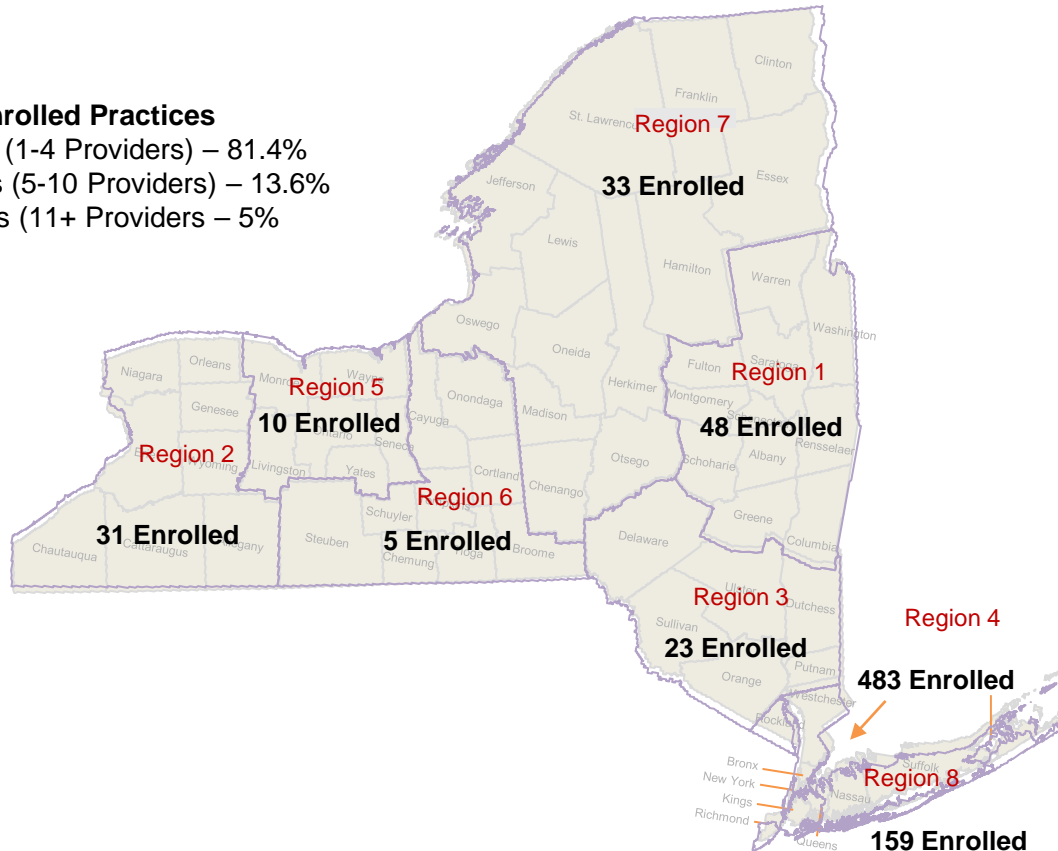 nrolled Practices
(1-4 Providers) – 81.4%
s (5-10 Providers) – 13.6%
s (11+ Providers – 5%
Clinton
Franklin
St. Lawrence
Region 7
Essex
33 Enrolled
Jefferson
Lewis
Hamilton
Warren
Washington
Oswego
Oneida
Herkimer
Fulton
Saratoga
Region 1
Montgomery
48 Enrolled
Rensselaer
Schoharie
Albany
Greene
Columbia
Niagara
Orleans
Genesee
Monroe
Wayne
Region 5
10 Enrolled
Ontario
Seneca
Livingston
Yates
Cayuga
Onondaga
Madison
Otsego
Chenango
Cortland
Region 2
Wyoming
31 Enrolled
Chautauqua
Cattaraugus
Region 6
Schuyler
Steuben
5 Enrolled
Chemung
Tioga
Broome
Delaware
Ulster
Region 3
Dutchess
Sullivan
23 Enrolled
Putnam
Orange
Westchester
Rockland
Region 4
483 Enrolled
Bronx
New York
Kings
Richmond
Queens
Nassau
Suffolk
Region 8
159 Enrolled